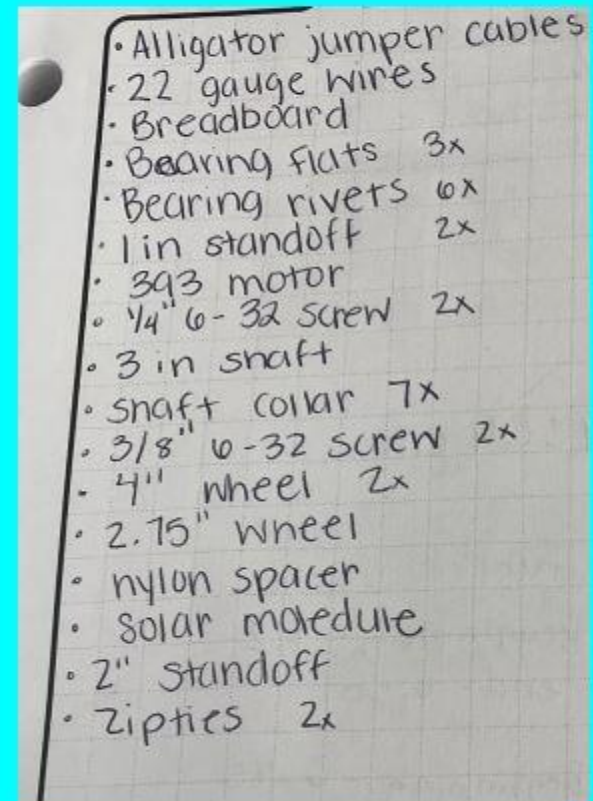 • Alligator jumper cables
• 22 gauge wires
• Breadboard
• Bearing flats 3x
• Bearing rivets 6x
• 1 in standoff 2x
• 393 motor
• 1/4" 6-32 screw 2x
• 3 in shaft
• shaft collar 7x
• 3/8" 6-32 screw 2x
• 4" wheel 2x
• 2.75" wheel
• nylon spacer
• solar
• 2" standoff
• zipties 2x